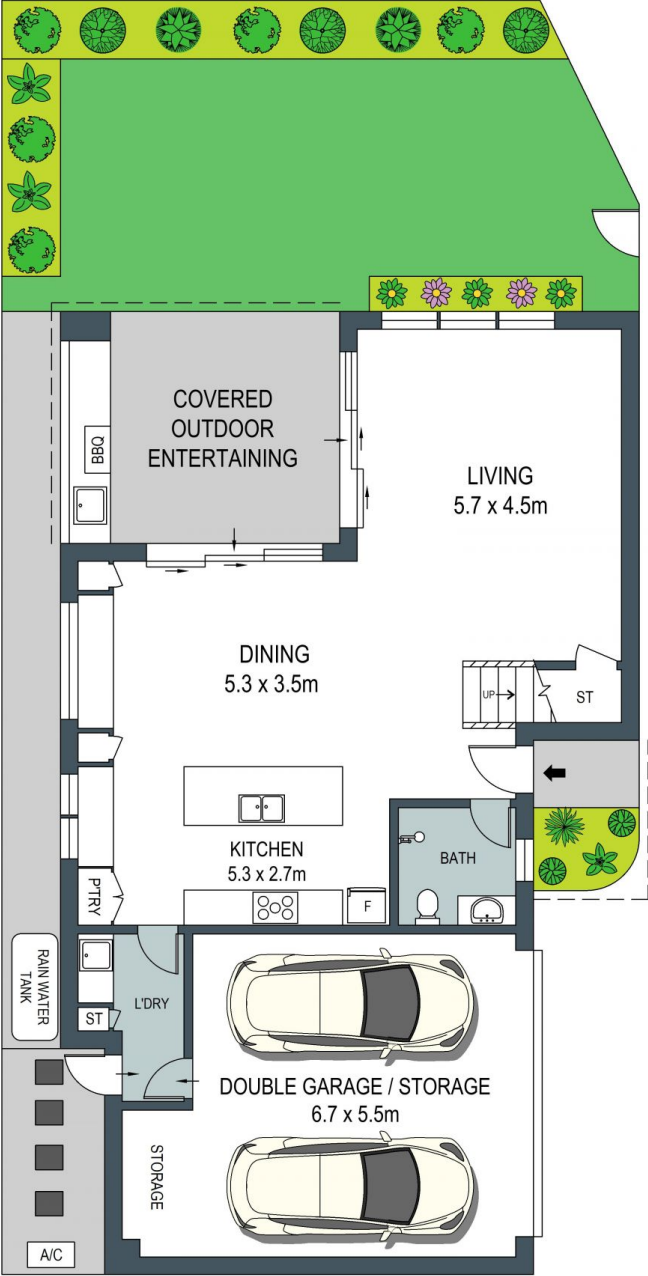 COVERED
OUTDOOR
ENTERTAINING
BBQ
LIVING
5.7 x 4.5m
DINING
5.3 x 3.5m
UP
ST
KITCHEN
5.3 x 2.7m
BATH
P'TRY
F
RAIN WATER
TANK
L'DRY
ST
DOUBLE GARAGE / STORAGE
6.7 x 5.5m
STORAGE
A/C